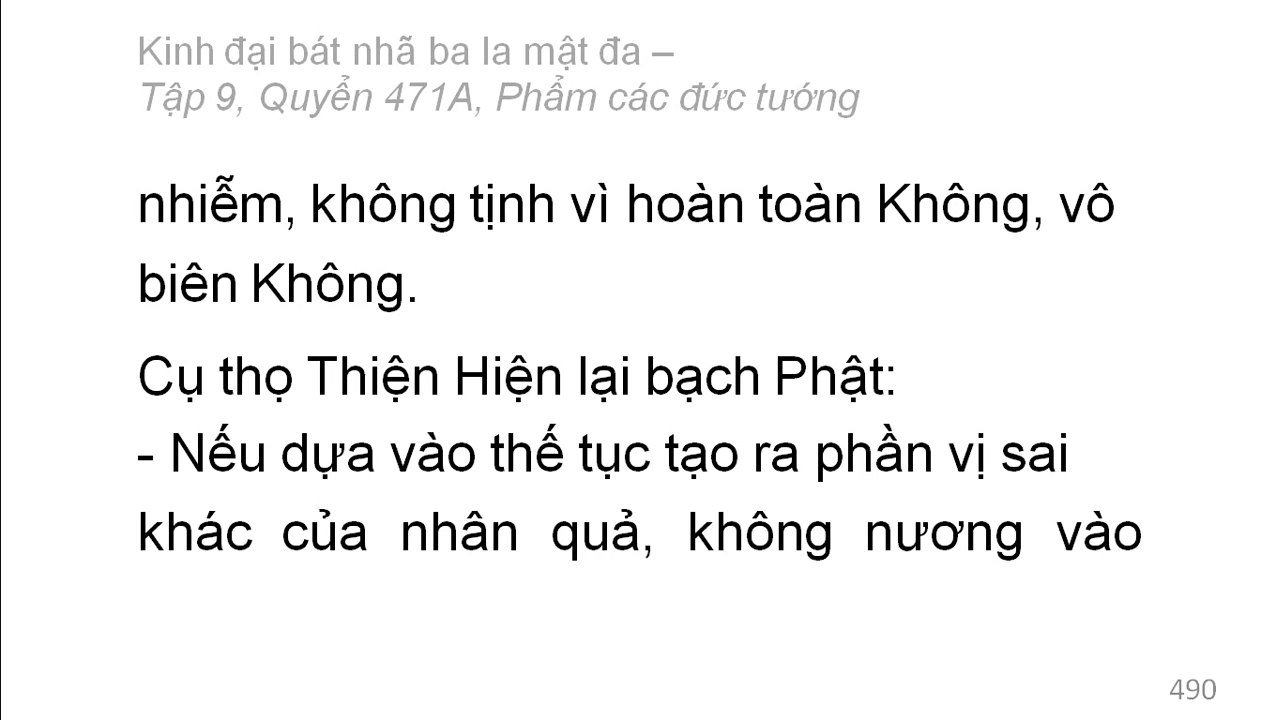 Kinh đại bát nhã ba la mật đa –
Tập 9, Quyển 471A, Phẩm các đức tướng
nhiễm, không tịnh vì hoàn toàn Không, vô
biên Không.
Cụ thọ Thiện Hiện lại bạch Phật:
- Nếu dựa vào thế tục tạo ra phần vị sai
khác của nhân quả, không nương vào
490